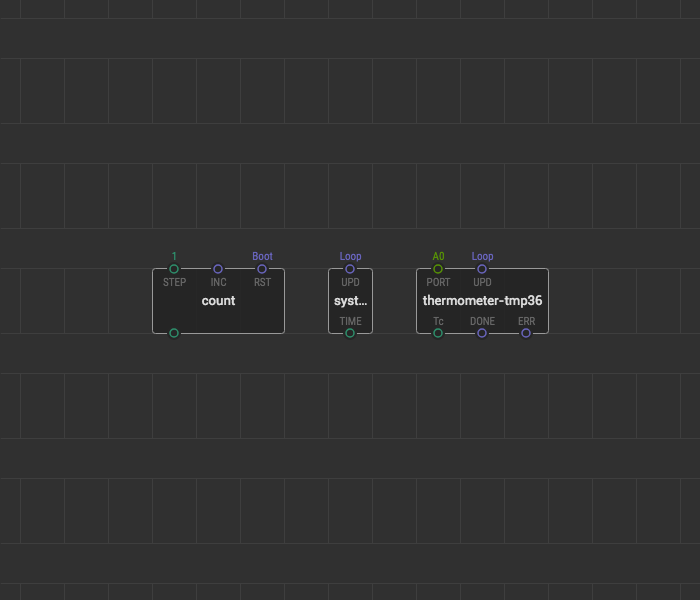 1 Boot Loop A0 Loop
STEP INC RST UPD PORT UPD
count syst... thermometer-tmp36
TIME Tc DONE ERR